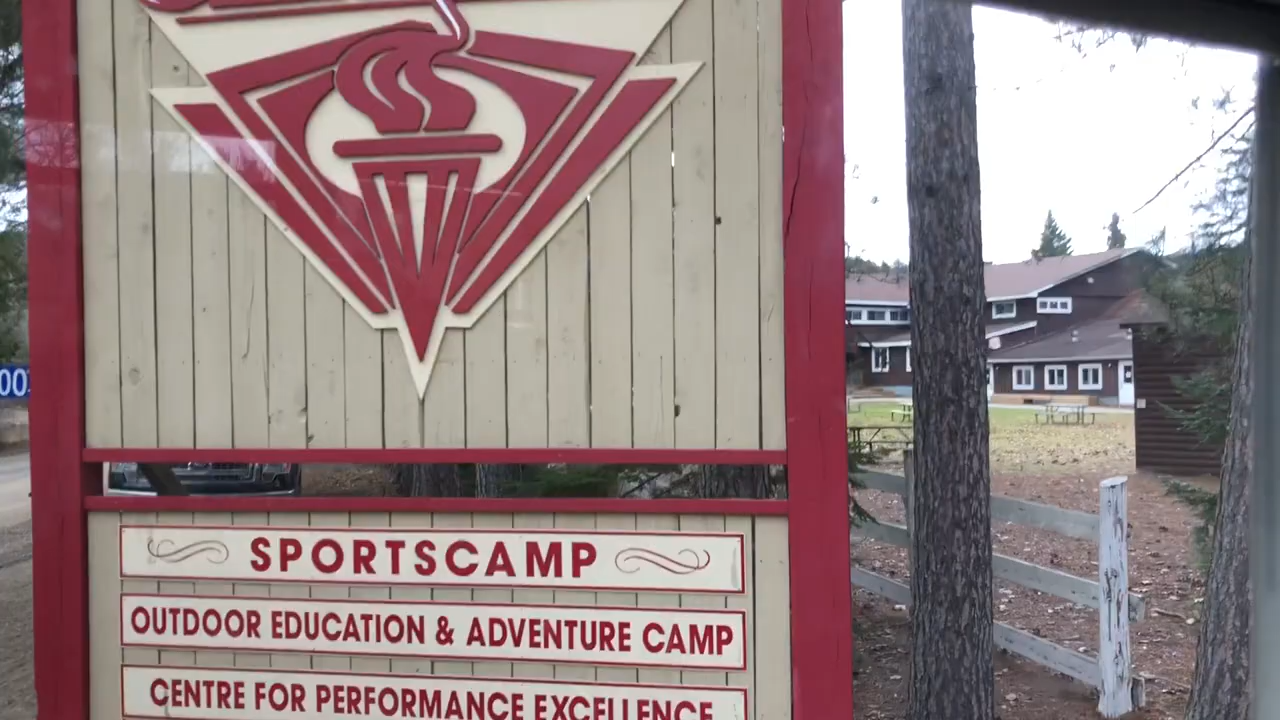 SPORTSCAMP
OUTDOOR EDUCATION & ADVENTURE CAMP
CENTRE FOR PERFORMANCE EXCELLENCE